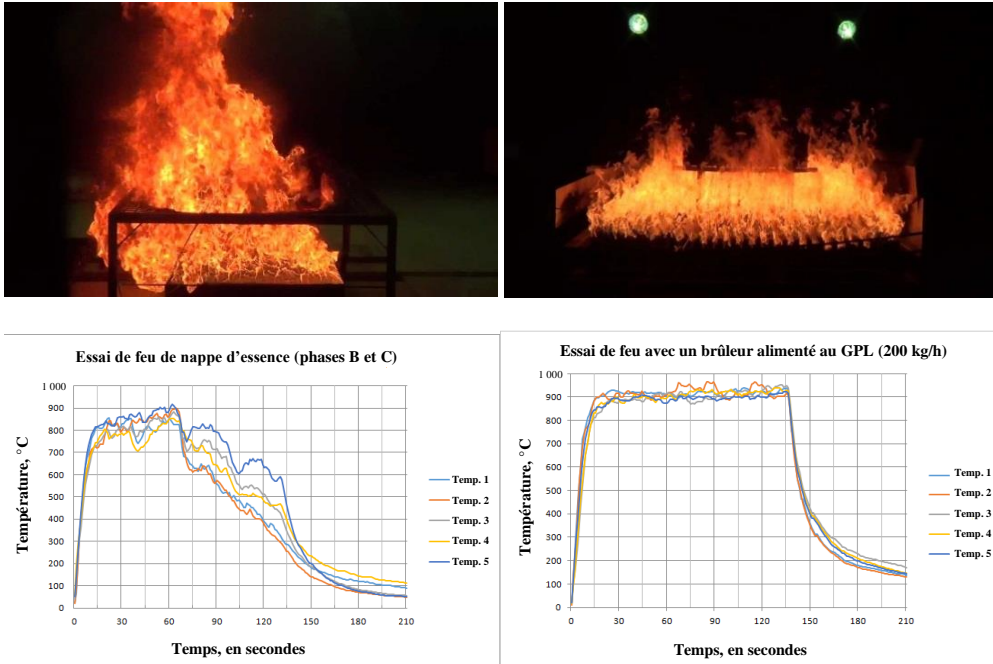 Essai de feu de nappe d’essence (phases B et C)
1 000
900
800
700
600
500
400
300
200
100
0
Température, °C
0 30 60 90 120 150 180 210
Temps, en secondes
Temp. 1
Temp. 2
Temp. 3
Temp. 4
Temp. 5
Essai de feu avec un brûleur alimenté au GPL (200 kg/h)
1 000
900
800
700
600
500
400
300
200
100
0
Température, °C
0 30 60 90 120 150 180 210
Temps, en secondes
Temp. 1
Temp. 2
Temp. 3
Temp. 4
Temp. 5